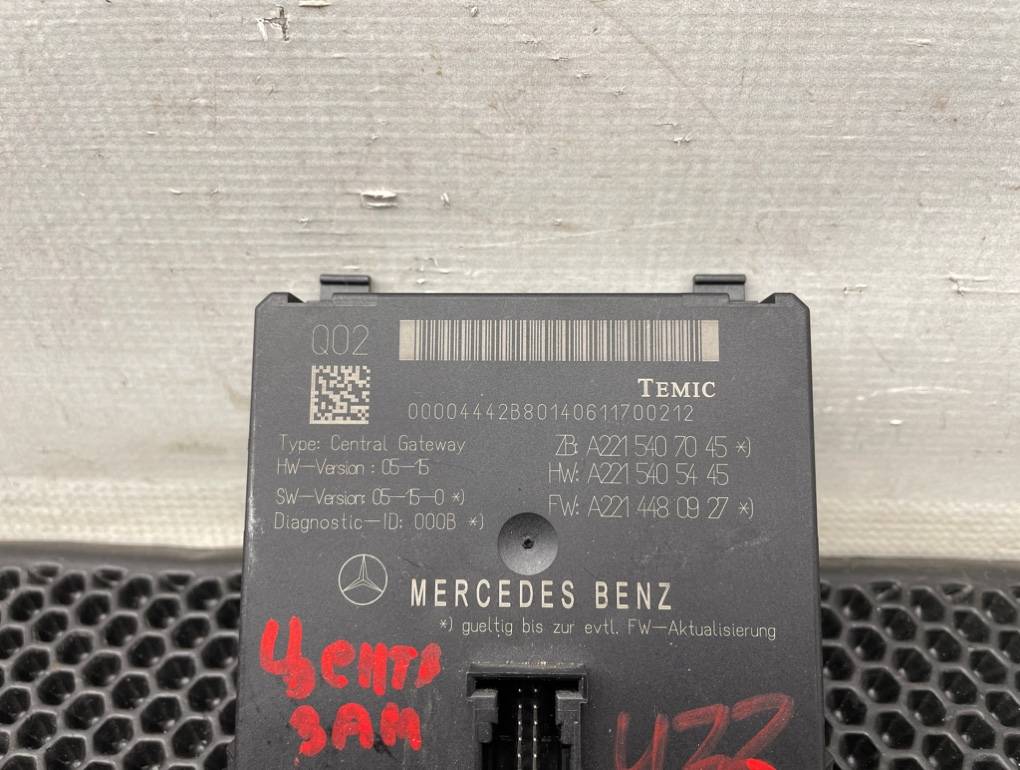 Q02
TEMIC
00004442B80140611700212
Type: Central Gateway
HW-Version: 05-15
SW-Version: 05-15-0 *)
Diagnostic-ID: 000B *)
ZB: A221 540 70 45 *)
HW: A221 540 54 45
FW: A221 448 09 27 *)
MERCEDES BENZ
*) gueltig bis zur evtl. FW-Aktualisierung
Центр
ЗАМ